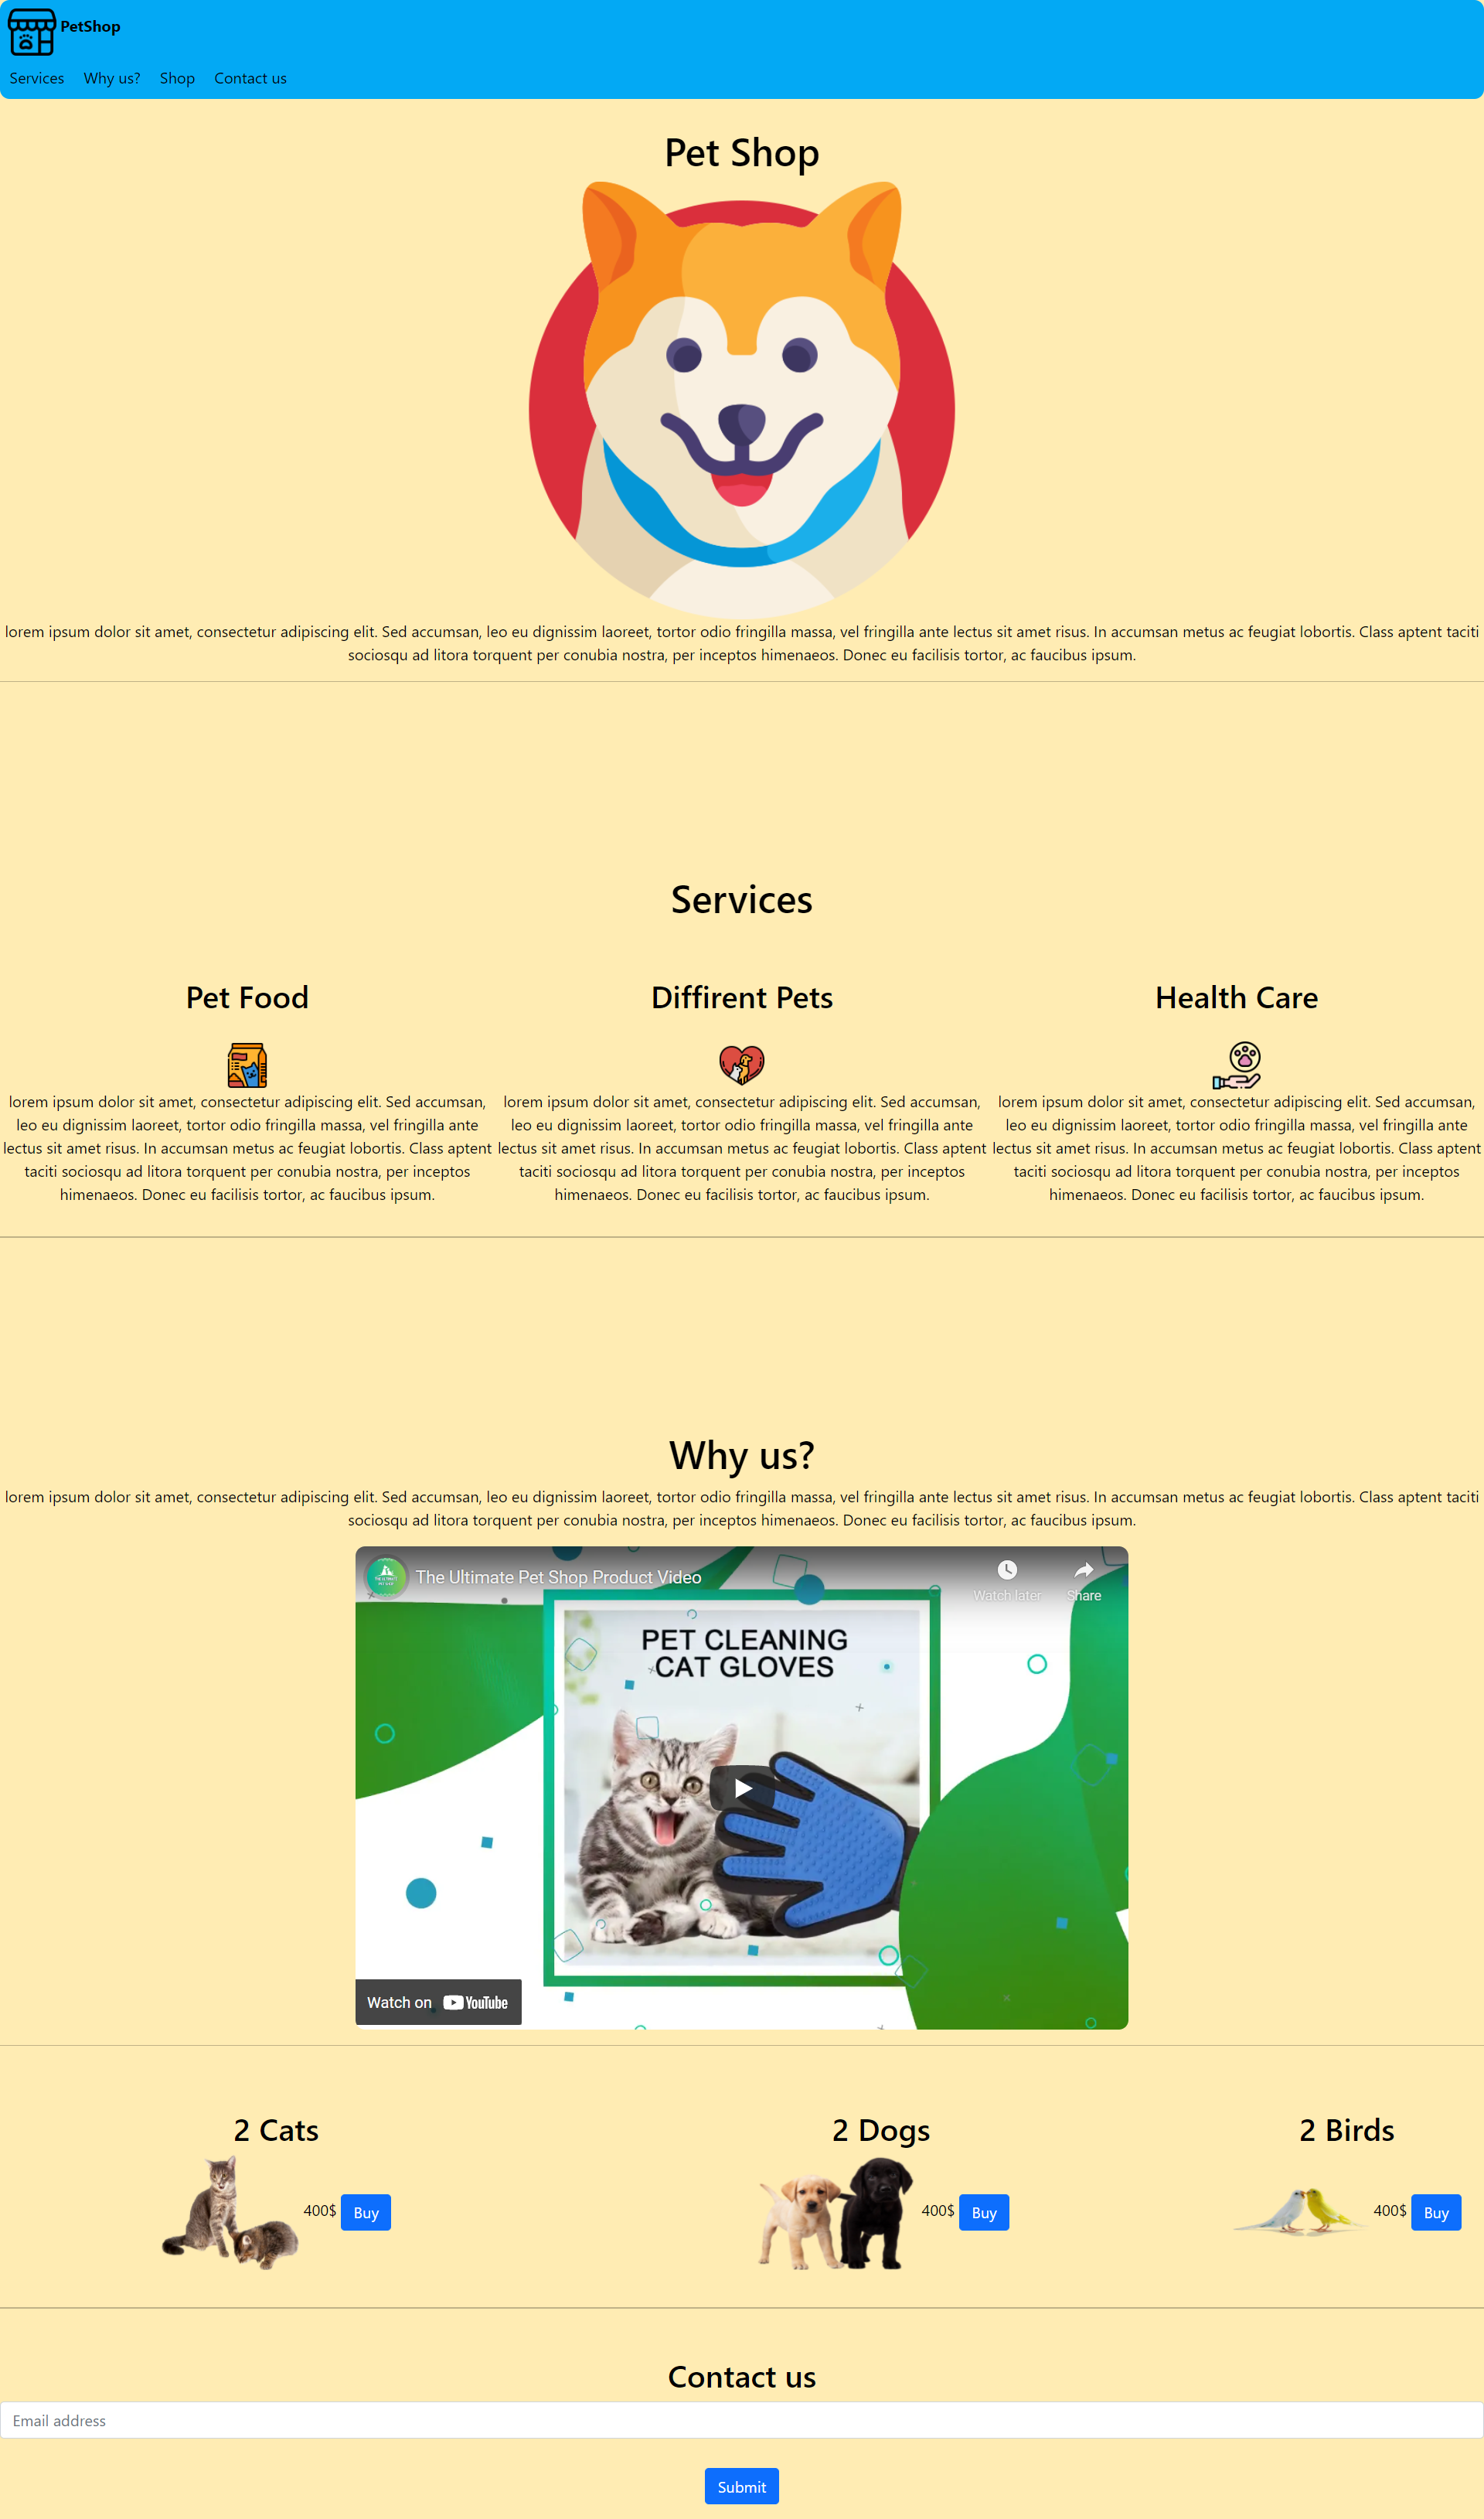 PetShop
Services Why us? Shop Contact us
Pet Shop
lorem ipsum dolor sit amet, consectetur adipiscing elit. Sed accumsan, leo eu dignissim laoreet, tortor odio fringilla massa, vel fringilla ante lectus sit amet risus. In accumsan metus ac feugiat lobortis. Class aptent taciti
sociosqu ad litora torquent per conubia nostra, per inceptos himenaeos. Donec eu facilisis tortor, ac faucibus ipsum.
Services
Pet Food
lorem ipsum dolor sit amet, consectetur adipiscing elit. Sed accumsan,
leo eu dignissim laoreet, tortor odio fringilla massa, vel fringilla ante
lectus sit amet risus. In accumsan metus ac feugiat lobortis. Class aptent
taciti sociosqu ad litora torquent per conubia nostra, per inceptos
himenaeos. Donec eu facilisis tortor, ac faucibus ipsum.
Diffirent Pets
lorem ipsum dolor sit amet, consectetur adipiscing elit. Sed accumsan,
leo eu dignissim laoreet, tortor odio fringilla massa, vel fringilla ante
lectus sit amet risus. In accumsan metus ac feugiat lobortis. Class aptent
taciti sociosqu ad litora torquent per conubia nostra, per inceptos
himenaeos. Donec eu facilisis tortor, ac faucibus ipsum.
Health Care
lorem ipsum dolor sit amet, consectetur adipiscing elit. Sed accumsan,
leo eu dignissim laoreet, tortor odio fringilla massa, vel fringilla ante
lectus sit amet risus. In accumsan metus ac feugiat lobortis. Class aptent
taciti sociosqu ad litora torquent per conubia nostra, per inceptos
himenaeos. Donec eu facilisis tortor, ac faucibus ipsum.
Why us?
lorem ipsum dolor sit amet, consectetur adipiscing elit. Sed accumsan, leo eu dignissim laoreet, tortor odio fringilla massa, vel fringilla ante lectus sit amet risus. In accumsan metus ac feugiat lobortis. Class aptent taciti
sociosqu ad litora torquent per conubia nostra, per inceptos himenaeos. Donec eu facilisis tortor, ac faucibus ipsum.
The Ultimate Pet Shop Product Video
Watch later Share
PET CLEANING
CAT GLOVES
Watch on YouTube
2 Cats
400$ Buy
2 Dogs
400$ Buy
2 Birds
400$ Buy
Contact us
Email address
Submit